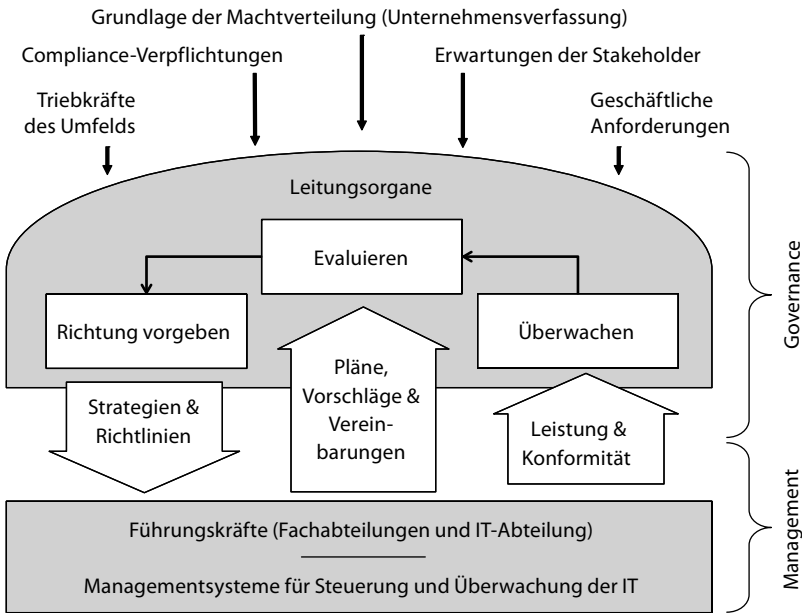 Grundlage der Machtverteilung (Unternehmensverfassung)
Compliance-Verpflichtungen
Erwartungen der Stakeholder
Triebkräfte
des Umfelds
Geschäftliche
Anforderungen
Leitungsorgane
Evaluieren
Richtung vorgeben
Überwachen
Strategien &
Richtlinien
Pläne,
Vorschläge &
Verein-
barungen
Leistung &
Konformität
Führungskräfte (Fachabteilungen und IT-Abteilung)
Managementsysteme für Steuerung und Überwachung der IT
Governance
Management